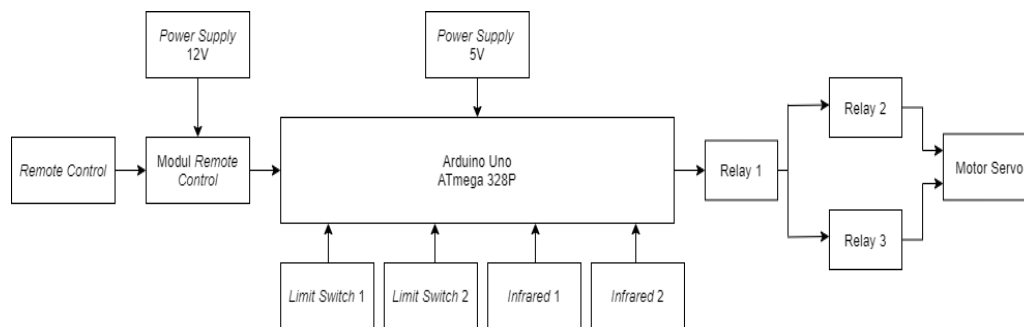 Power Supply
12V
Power Supply
5V
Remote Control
Modul Remote
Control
Arduino Uno
ATmega 328P
Relay 1
Relay 2
Relay 3
Motor Servo
Limit Switch 1
Limit Switch 2
Infrared 1
Infrared 2